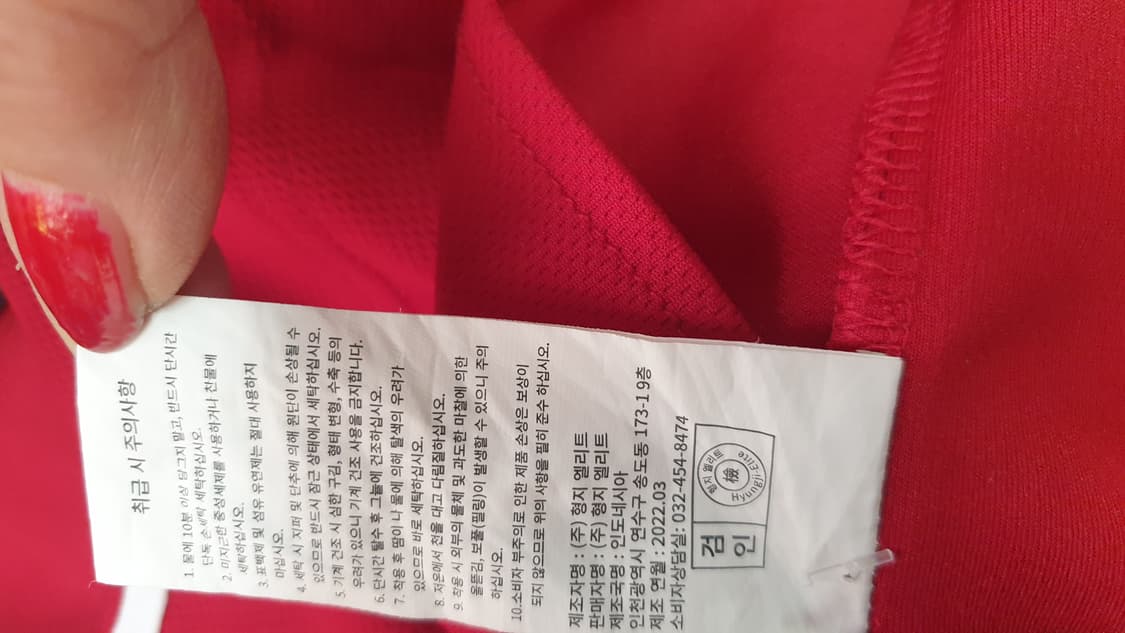 취급 시 주의사항
1. 물에 10분 이상 담그지 말고, 반드시 단시간
단독 손세탁 세탁하십시오.
2. 미지근한 중성세제를 사용하거나 찬물에
세탁하십시오.
3. 표백제 및 섬유 유연제는 절대 사용하지
마십시오.
4. 세탁 시 지퍼 및 단추에 의해 원단이 손상될 수
있으므로 반드시 잠근 상태에서 세탁하십시오.
5. 기계 건조 시 심한 구김, 형태 변형, 수축 등의
우려가 있으니 기계 건조 사용을 금지합니다.
6. 단시간 탈수 후 그늘에 건조하십시오.
7. 착용 후 땀이 나 물에 의해 탈색의 우려가
있으므로 바로 세탁하십시오.
8. 저온에서 천을 대고 다림질하십시오.
9. 착용 시 외부의 물체 및 과도한 마찰에 의한
올뜯김, 보풀(필링)이 발생할 수 있으니 주의
하십시오.
10.소비자 부주의로 인한 제품 손상은 보상이
되지 않으므로 위의 사항을 필히 준수 하십시오.
제조자명 : (주) 형지 엘리트
판매자명 : (주) 형지 엘리트
제조국명 : 인도네시아
인천광역시 연수구 송도동 173-1 9층
제조 연월 : 2022.03
소비자상담실: 032-454-8474
검인
형지 엘리트
檢
Hyungji-Elite